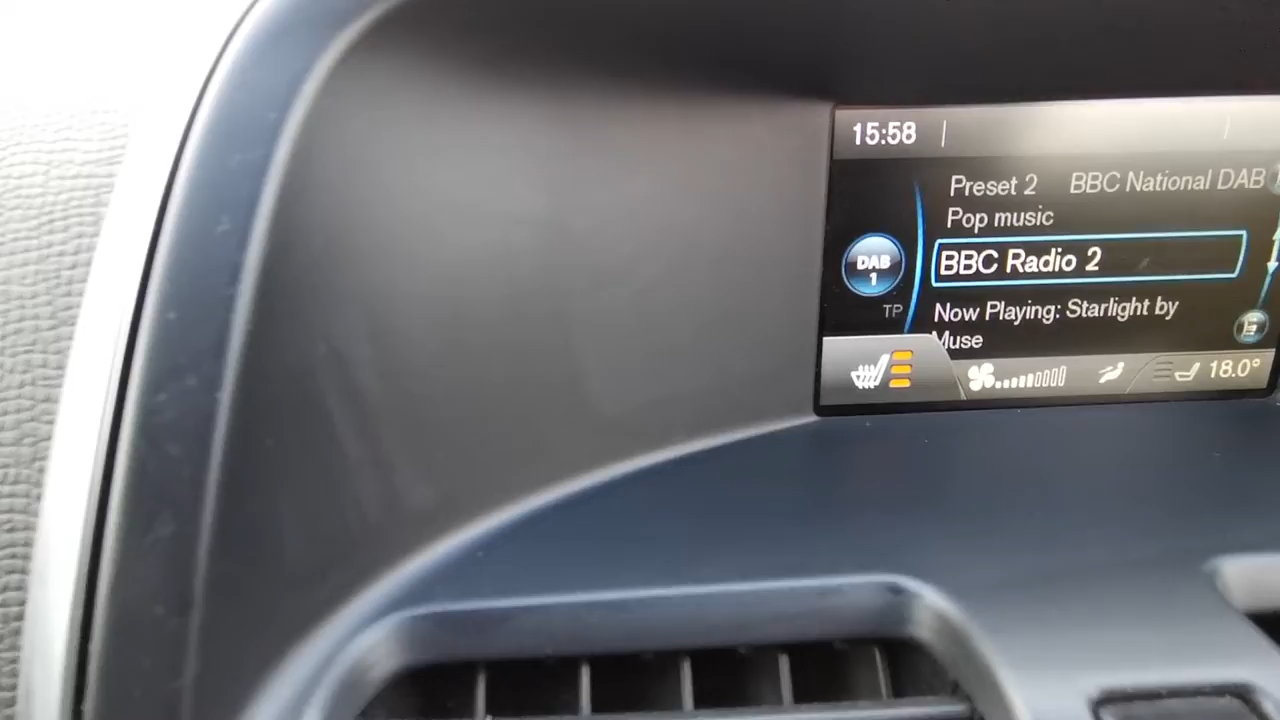 15:58
Preset 2 BBC National DAB
Pop music
DAB
1
BBC Radio 2
TP
Now Playing: Starlight by
Muse
18.0°